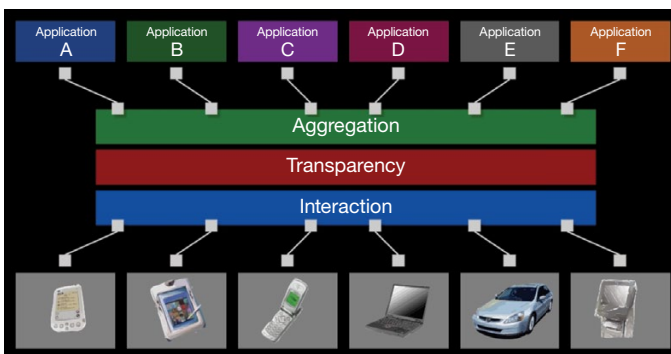 Application
A
Application
B
Application
C
Application
D
Application
E
Application
F
Aggregation
Transparency
Interaction